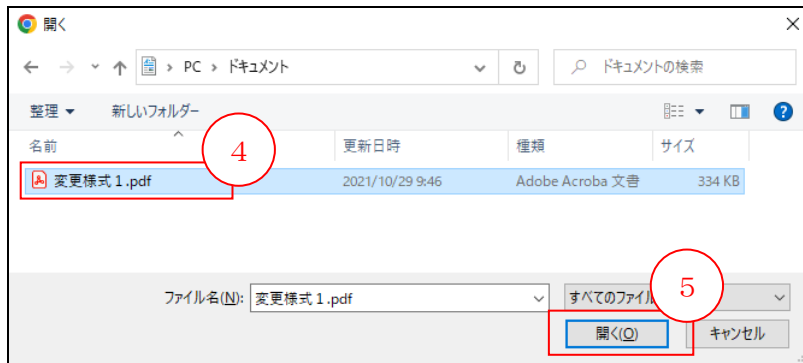 開く
PC › ドキュメント
ドキュメントの検索
整理 新しいフォルダー
名前 更新日時 種類 サイズ
4
変更様式1.pdf 2021/10/29 9:46 Adobe Acroba 文書 334 KB
ファイル名(N): 変更様式1.pdf すべてのファイル
5
開く(O) キャンセル